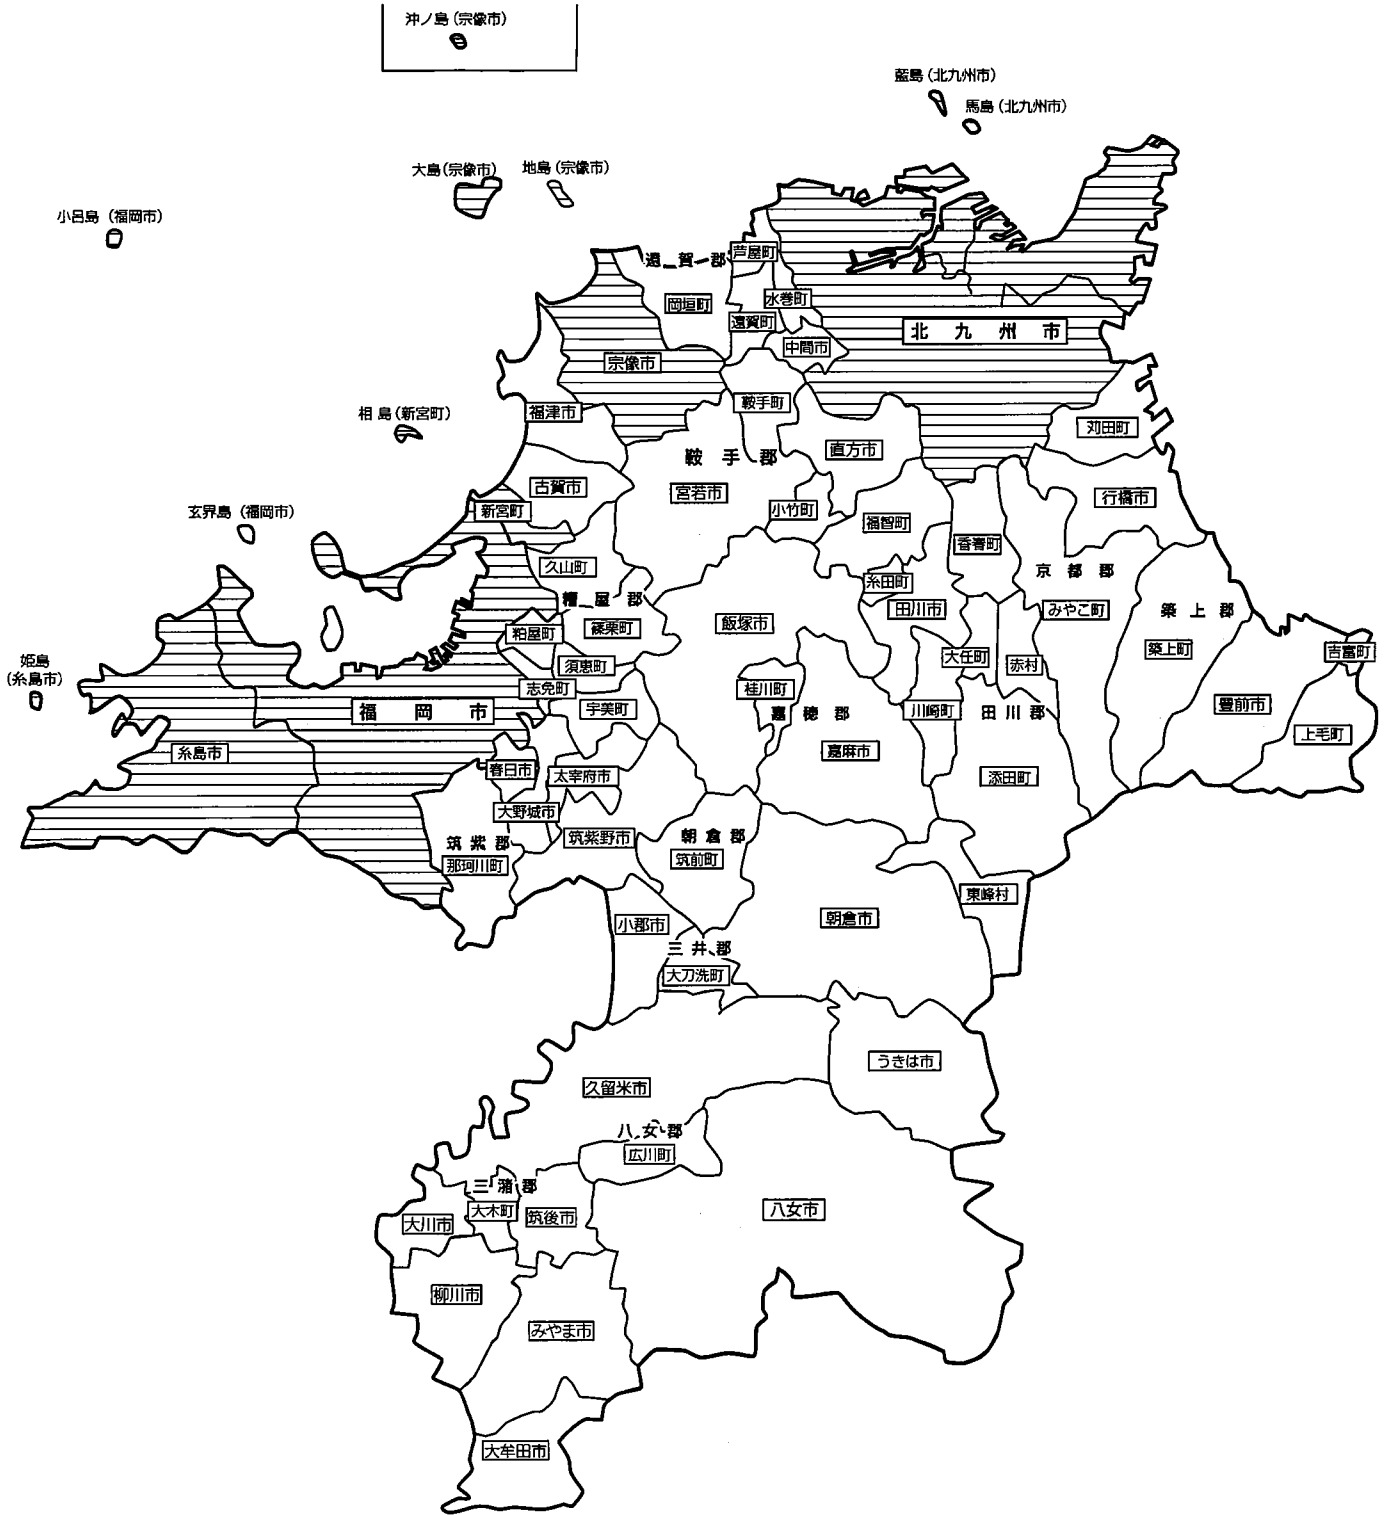 沖ノ島(宗像市)
藍島(北九州市)
馬島(北九州市)
大島(宗像市)
地島(宗像市)
小呂島(福岡市)
芦屋町
遠賀郡
水巻町
岡垣町
遠賀町
北九州市
中間市
宗像市
鞍手町
福津市
相島(新宮町)
苅田町
直方市
鞍手郡
古賀市
宮若市
行橋市
新宮町
小竹町
玄界島(福岡市)
福智町
香春町
久山町
京都郡
糸田町
糟屋郡
田川市
みやこ町
築上郡
飯塚市
篠栗町
粕屋町
築上町
吉富町
大任町
赤村
須恵町
姫島
(糸島市)
志免町
桂川町
豊前市
宇美町
福岡市
川崎町
田川郡
嘉穂郡
上毛町
糸島市
嘉麻市
春日市
太宰府市
添田町
大野城市
朝倉郡
筑紫野市
筑紫郡
筑前町
那珂川町
東峰村
朝倉市
小郡市
三井郡
大刀洗町
うきは市
久留米市
八女郡
広川町
三潴郡
八女市
大木町
筑後市
大川市
柳川市
みやま市
大牟田市